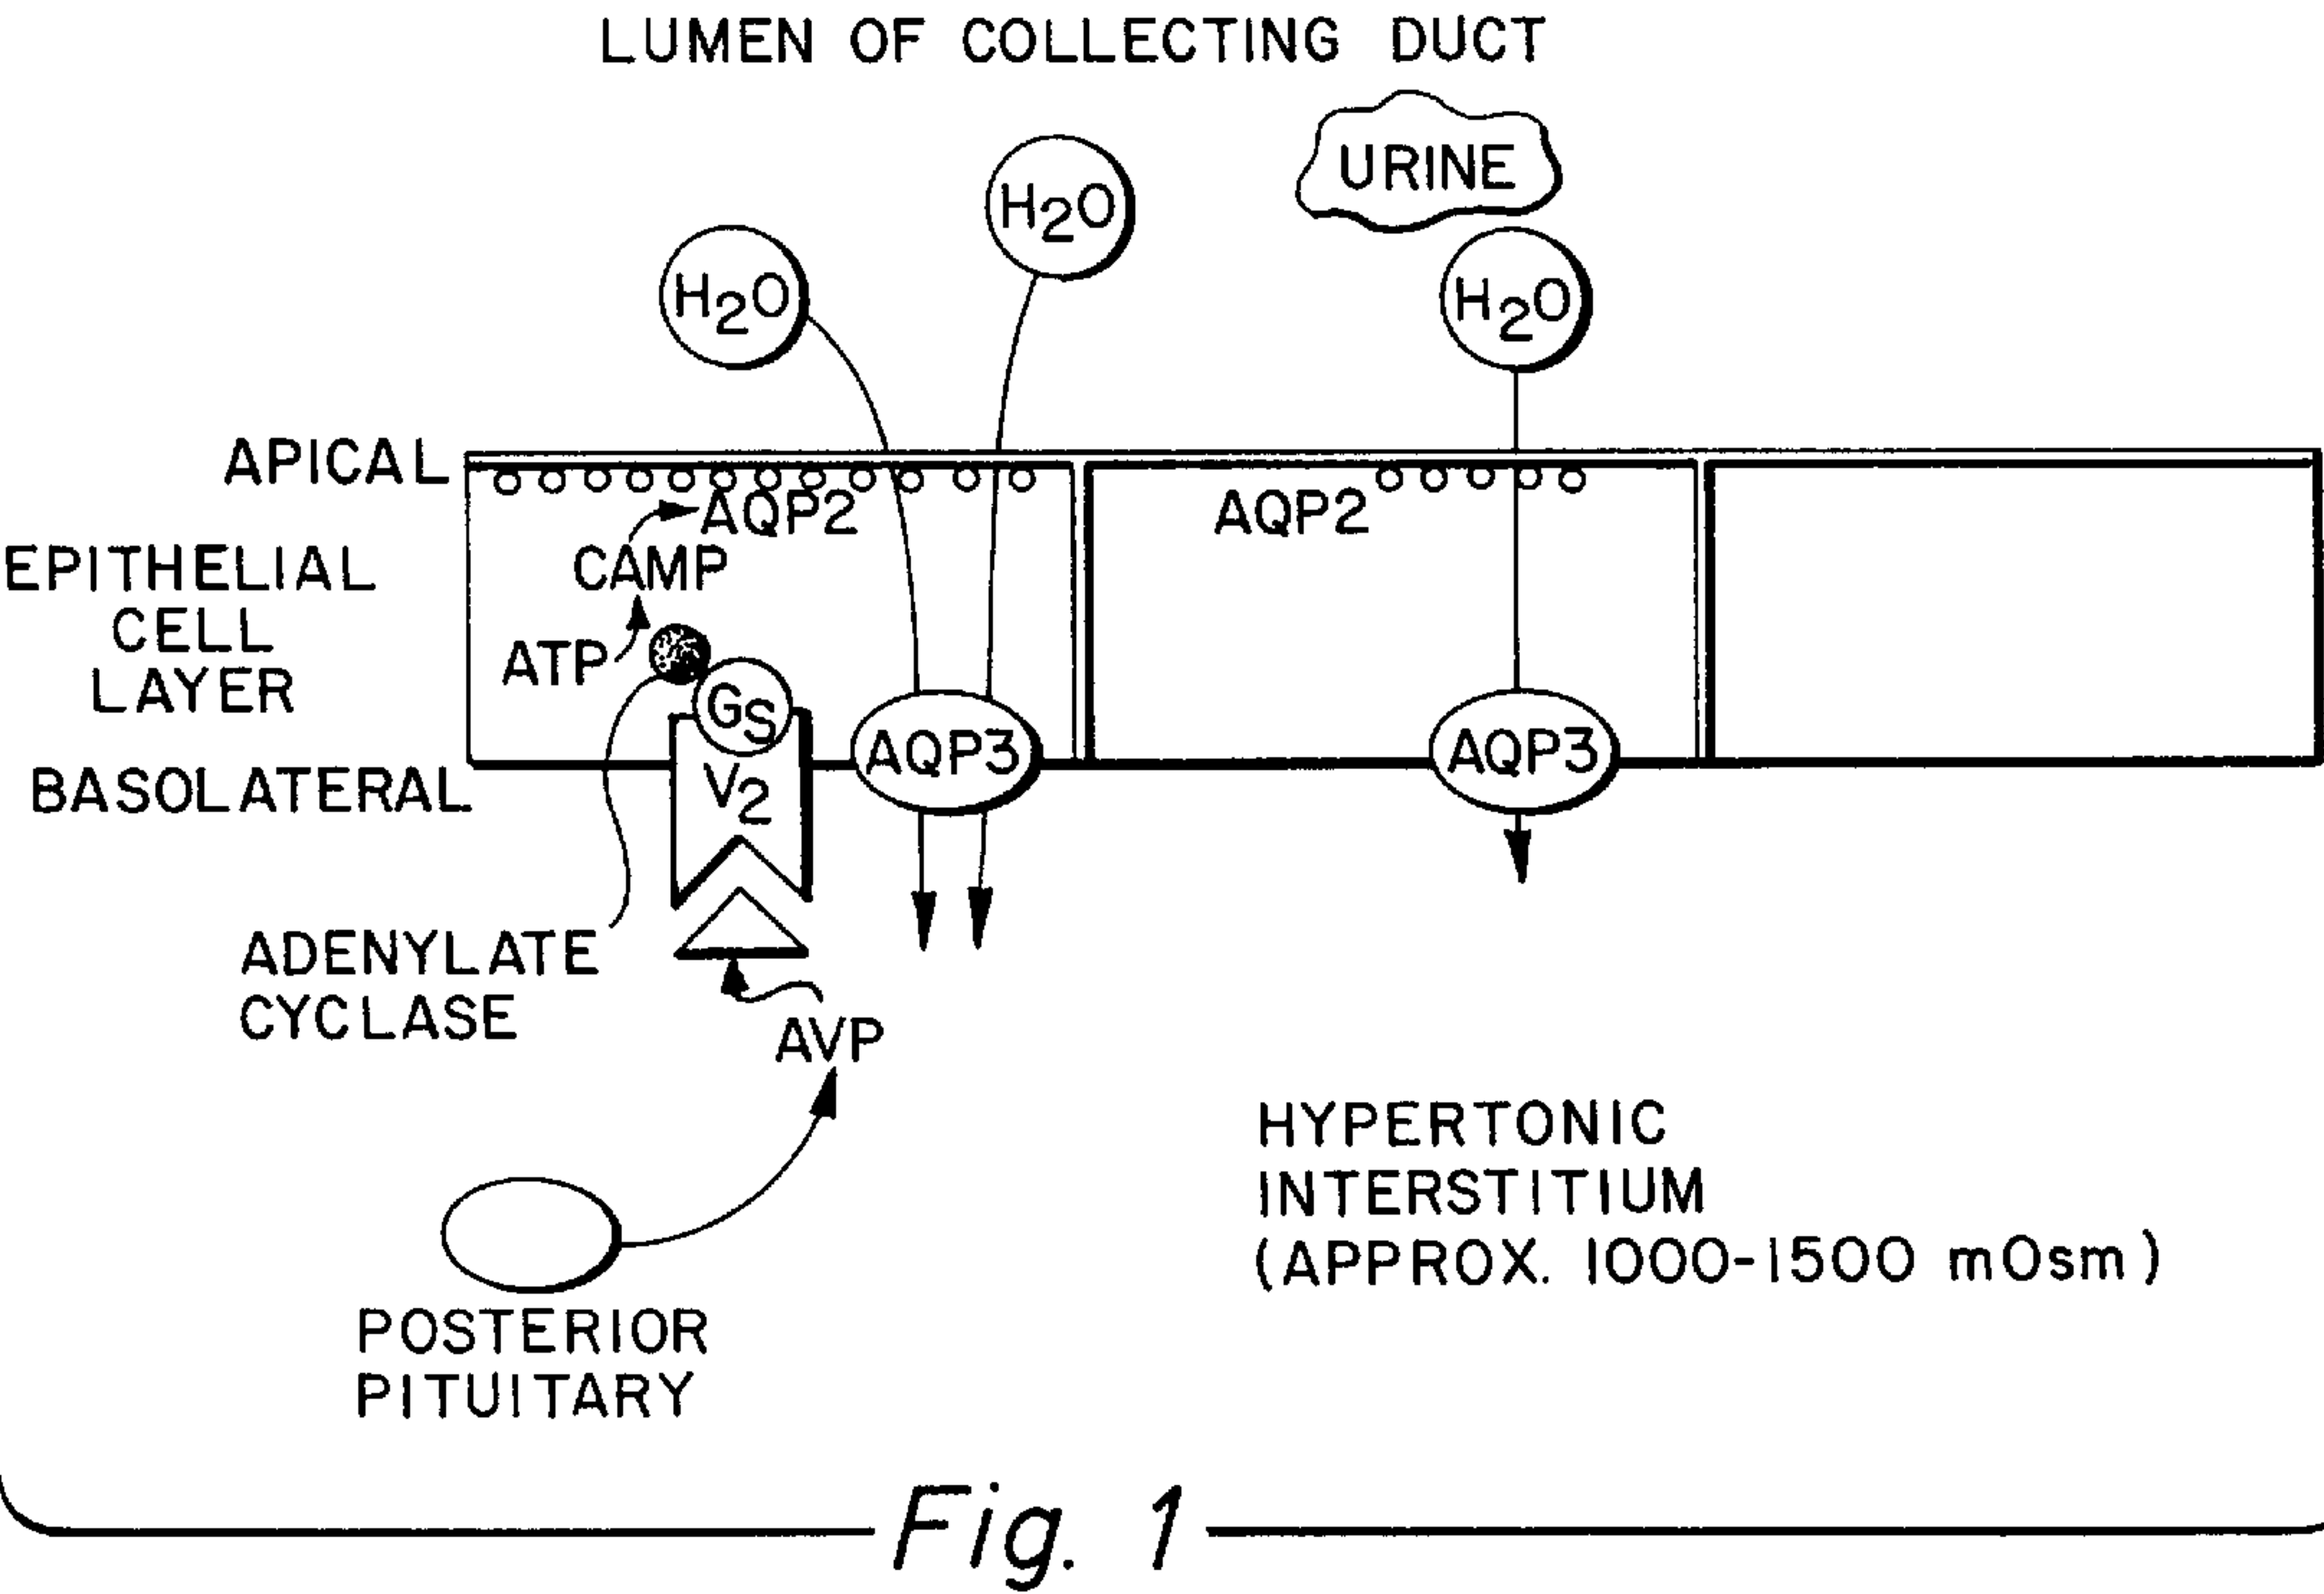 LUMEN OF COLLECTING DUCT
URINE
H2O
H2O
H2O
APICAL
AQP2
AQP2
CAMP
EPITHELIAL
CELL
LAYER
ATP
GS
AQP3
AQP3
BASOLATERAL
V2
ADENYLATE
CYCLASE
AVP
HYPERTONIC
INTERSTITIUM
(APPROX. 1000-1500 mOsm)
POSTERIOR
PITUITARY
Fig. 1